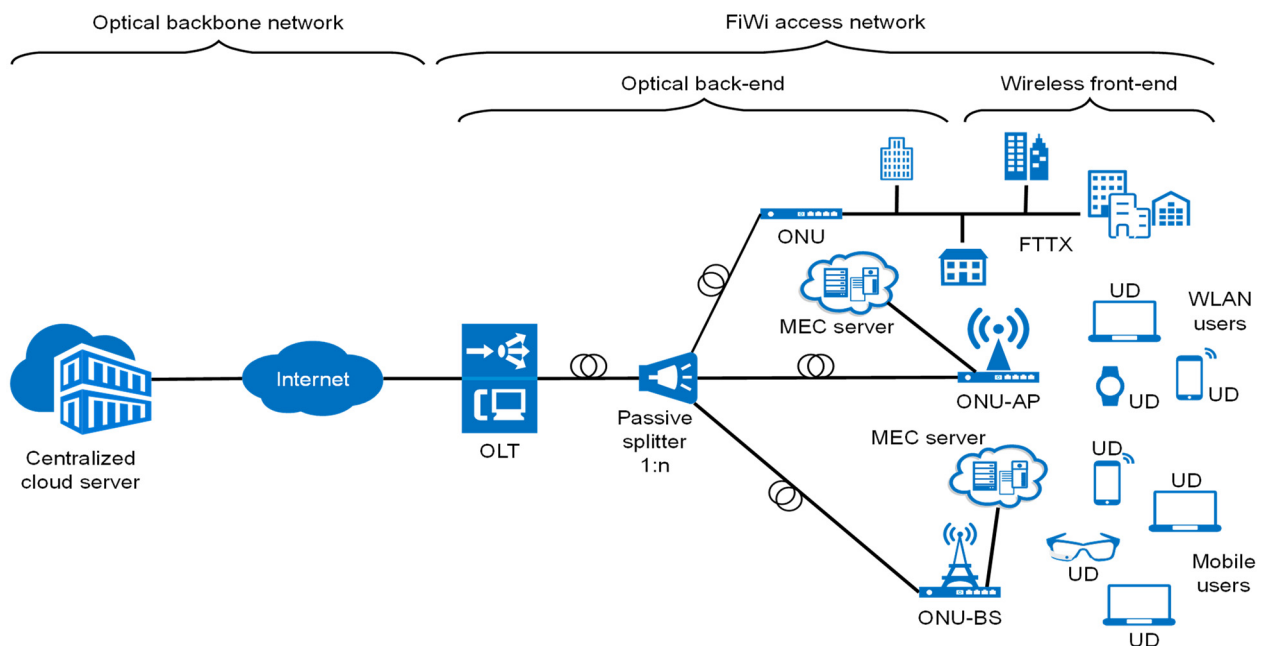 Optical backbone network
FiWi access network
Optical back-end
Wireless front-end
ONU
FTTX
MEC server
UD
WLAN
users
Internet
UD
UD
ONU-AP
Passive
splitter
1:n
OLT
MEC server
Centralized
cloud server
UD
UD
UD
Mobile
users
ONU-BS
UD